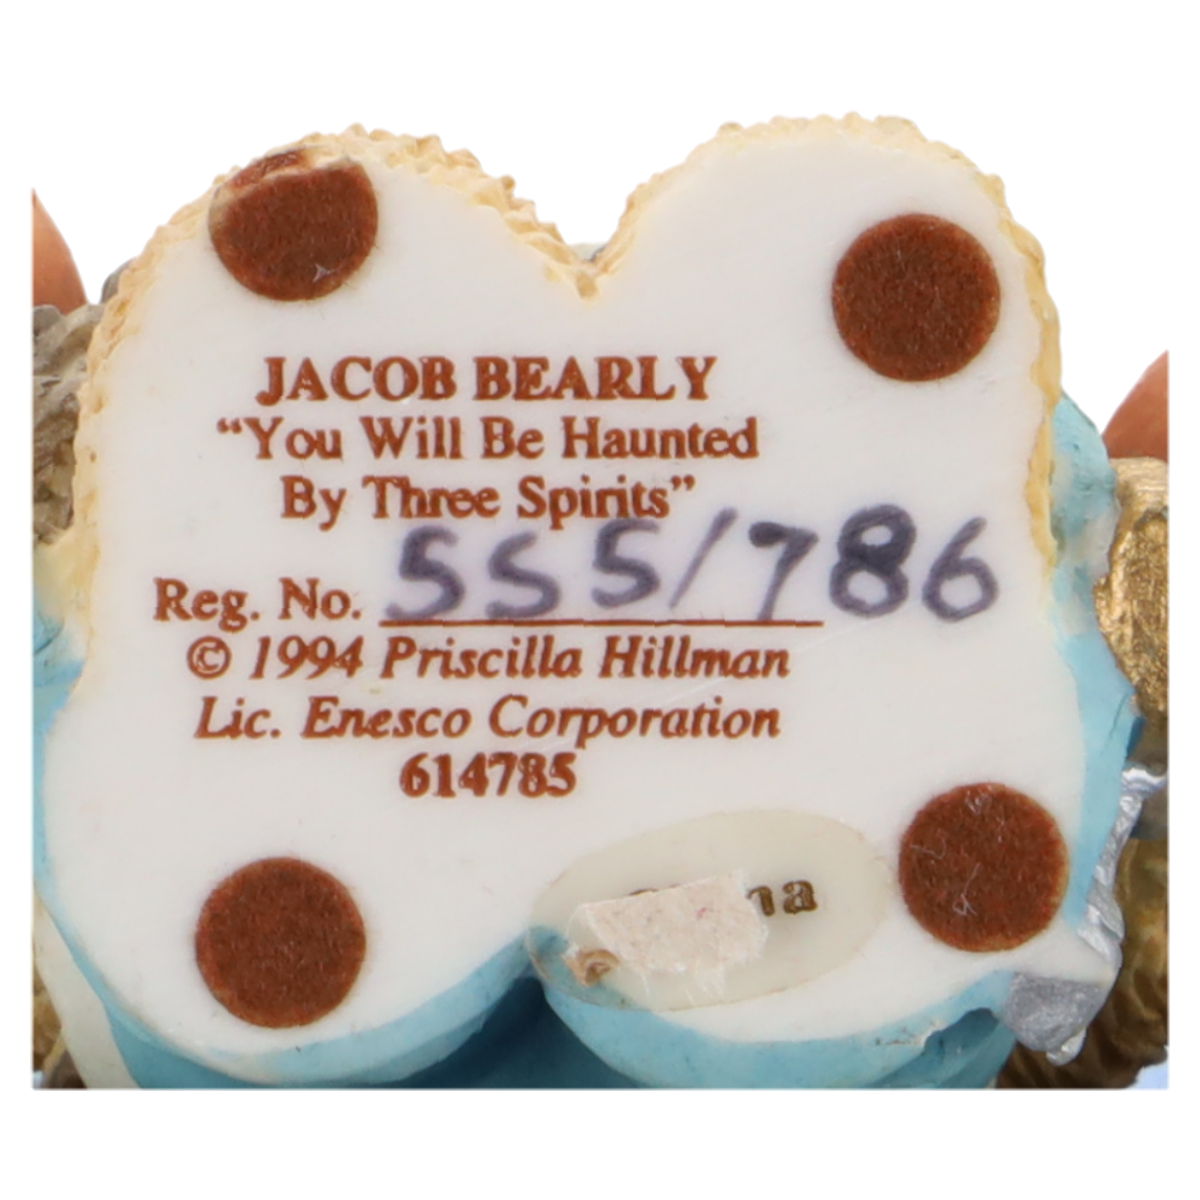 JACOB BEARLY
“You Will Be Haunted
By Three Spirits”
Reg. No. 5S5/786
© 1994 Priscilla Hillman
Lic. Enesco Corporation
614785